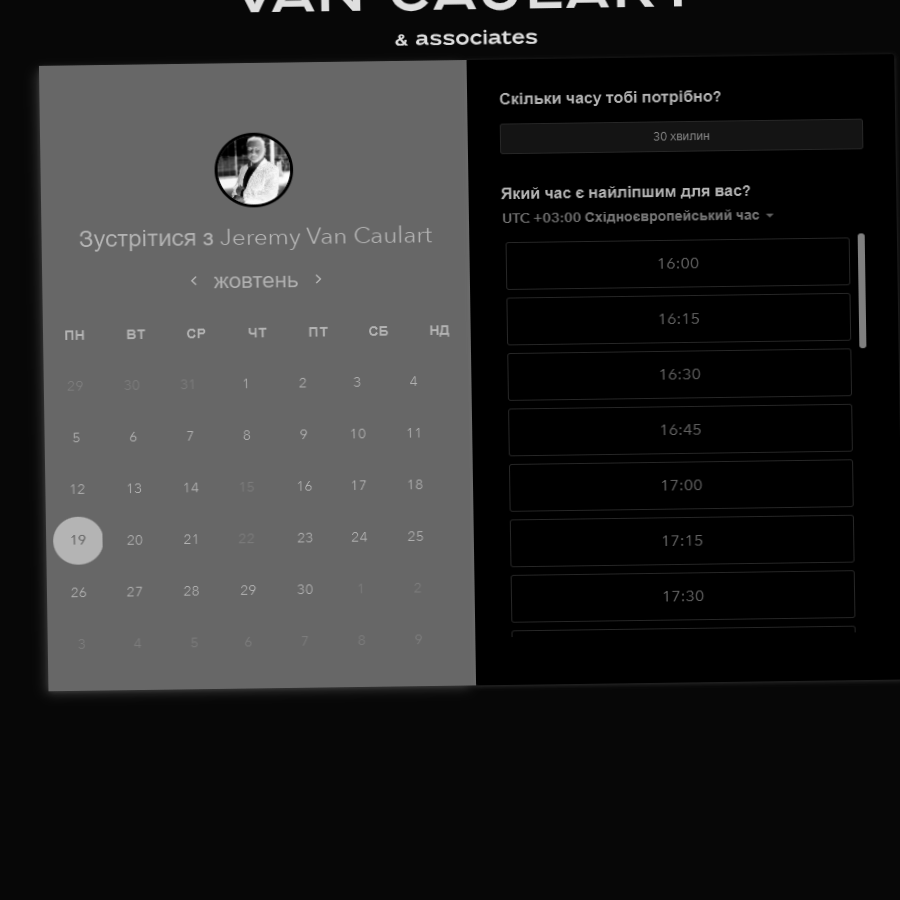 VAN CAULART
& associates
Зустрітися з Jeremy Van Caulart
жовтень
ПН ВТ СР ЧТ ПТ СБ НД
29 30 31 1 2 3 4
5 6 7 8 9 10 11
12 13 14 15 16 17 18
19 20 21 22 23 24 25
26 27 28 29 30 1 2
3 4 5 6 7 8 9
Скільки часу тобі потрібно?
30 хвилин
Який час є найліпшим для вас?
UTC +03:00 Східноєвропейський час
16:00
16:15
16:30
16:45
17:00
17:15
17:30